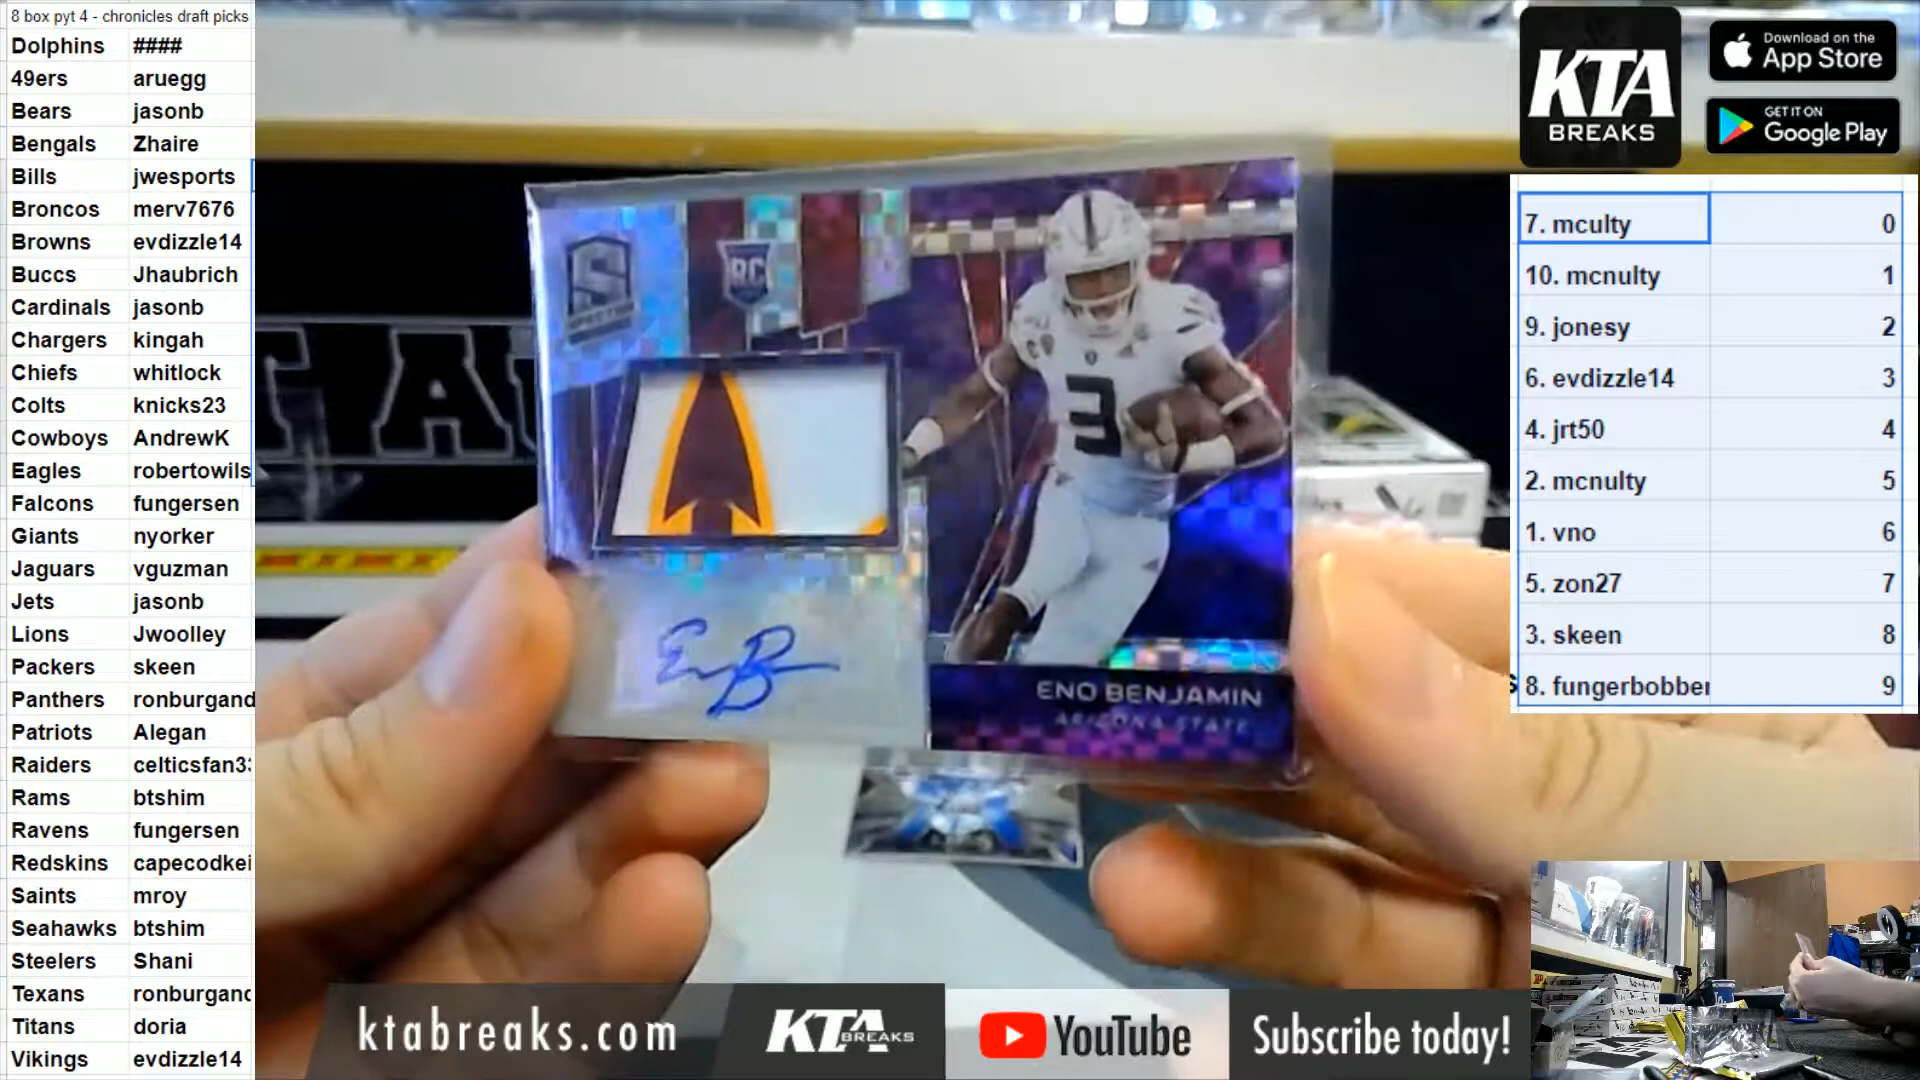 8 box pyt 4 - chronicles draft picks
Dolphins ####
49ers aruegg
Bears jasonb
Bengals Zhaire
Bills jwesports
Broncos merv7676
Browns evdizzle14
Buccs Jhaubrich
Cardinals jasonb
Chargers kingah
Chiefs whitlock
Colts knicks23
Cowboys AndrewK
Eagles robertowils
Falcons fungersen
Giants nyorker
Jaguars vguzman
Jets jasonb
Lions Jwoolley
Packers skeen
Panthers ronburgand
Patriots Alegan
Raiders celticsfan3
Rams btshim
Ravens fungersen
Redskins capecodkei
Saints mroy
Seahawks btshim
Steelers Shani
Texans ronburgand
Titans doria
Vikings evdizzle14
S
RC
3
ENO BENJAMIN
ARIZONA STATE
KTA
BREAKS
Download on the
App Store
GET IT ON
Google Play
7. mculty 0
10. mcnulty 1
9. jonesy 2
6. evdizzle14 3
4. jrt50 4
2. mcnulty 5
1. vno 6
5. zon27 7
3. skeen 8
8. fungerbobber 9
ktabreaks.com
KTA BREAKS
YouTube
Subscribe today!